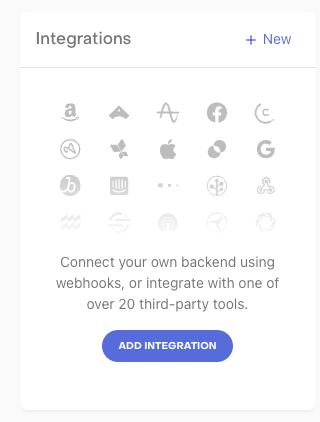 Integrations
+ New
Connect your own backend using
webhooks, or integrate with one of
over 20 third-party tools.
ADD INTEGRATION